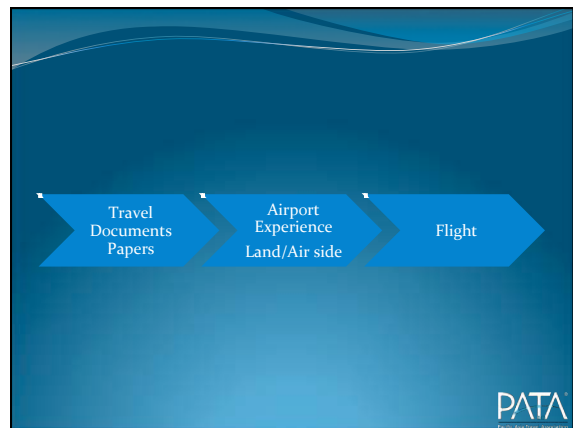 Travel
Documents
Papers
Airport
Experience
Land/Air side
Flight
PATA